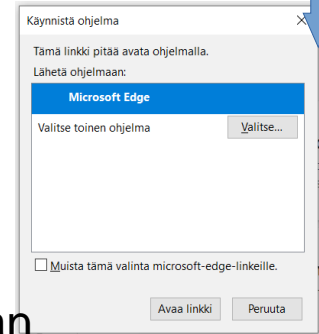 Käynnistä ohjelma
Tämä linkki pitää avata ohjelmalla.
Lähetä ohjelmaan:
Microsoft Edge
Valitse toinen ohjelma
Valitse...
Muista tämä valinta microsoft-edge-linkeille.
Avaa linkki
Peruuta